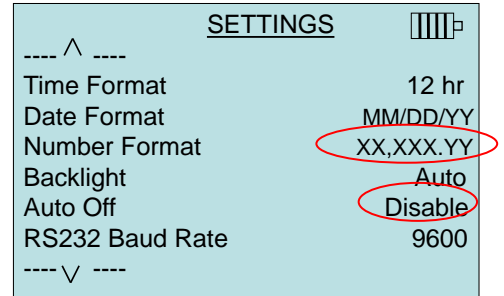 SETTINGS
---- ^ ----
Time Format 12 hr
Date Format MM/DD/YY
Number Format XX,XXX.YY
Backlight Auto
Auto Off Disable
RS232 Baud Rate 9600
---- v ----